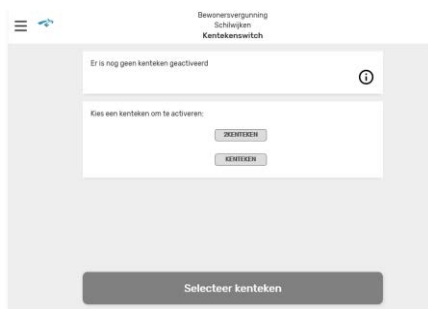 Bewonersvergunning
Schilwijken
Kentekenswitch
Er is nog geen kenteken geactiveerd
Kies een kenteken om te activeren:
2KENTEKEN
KENTEKEN
Selecteer kenteken